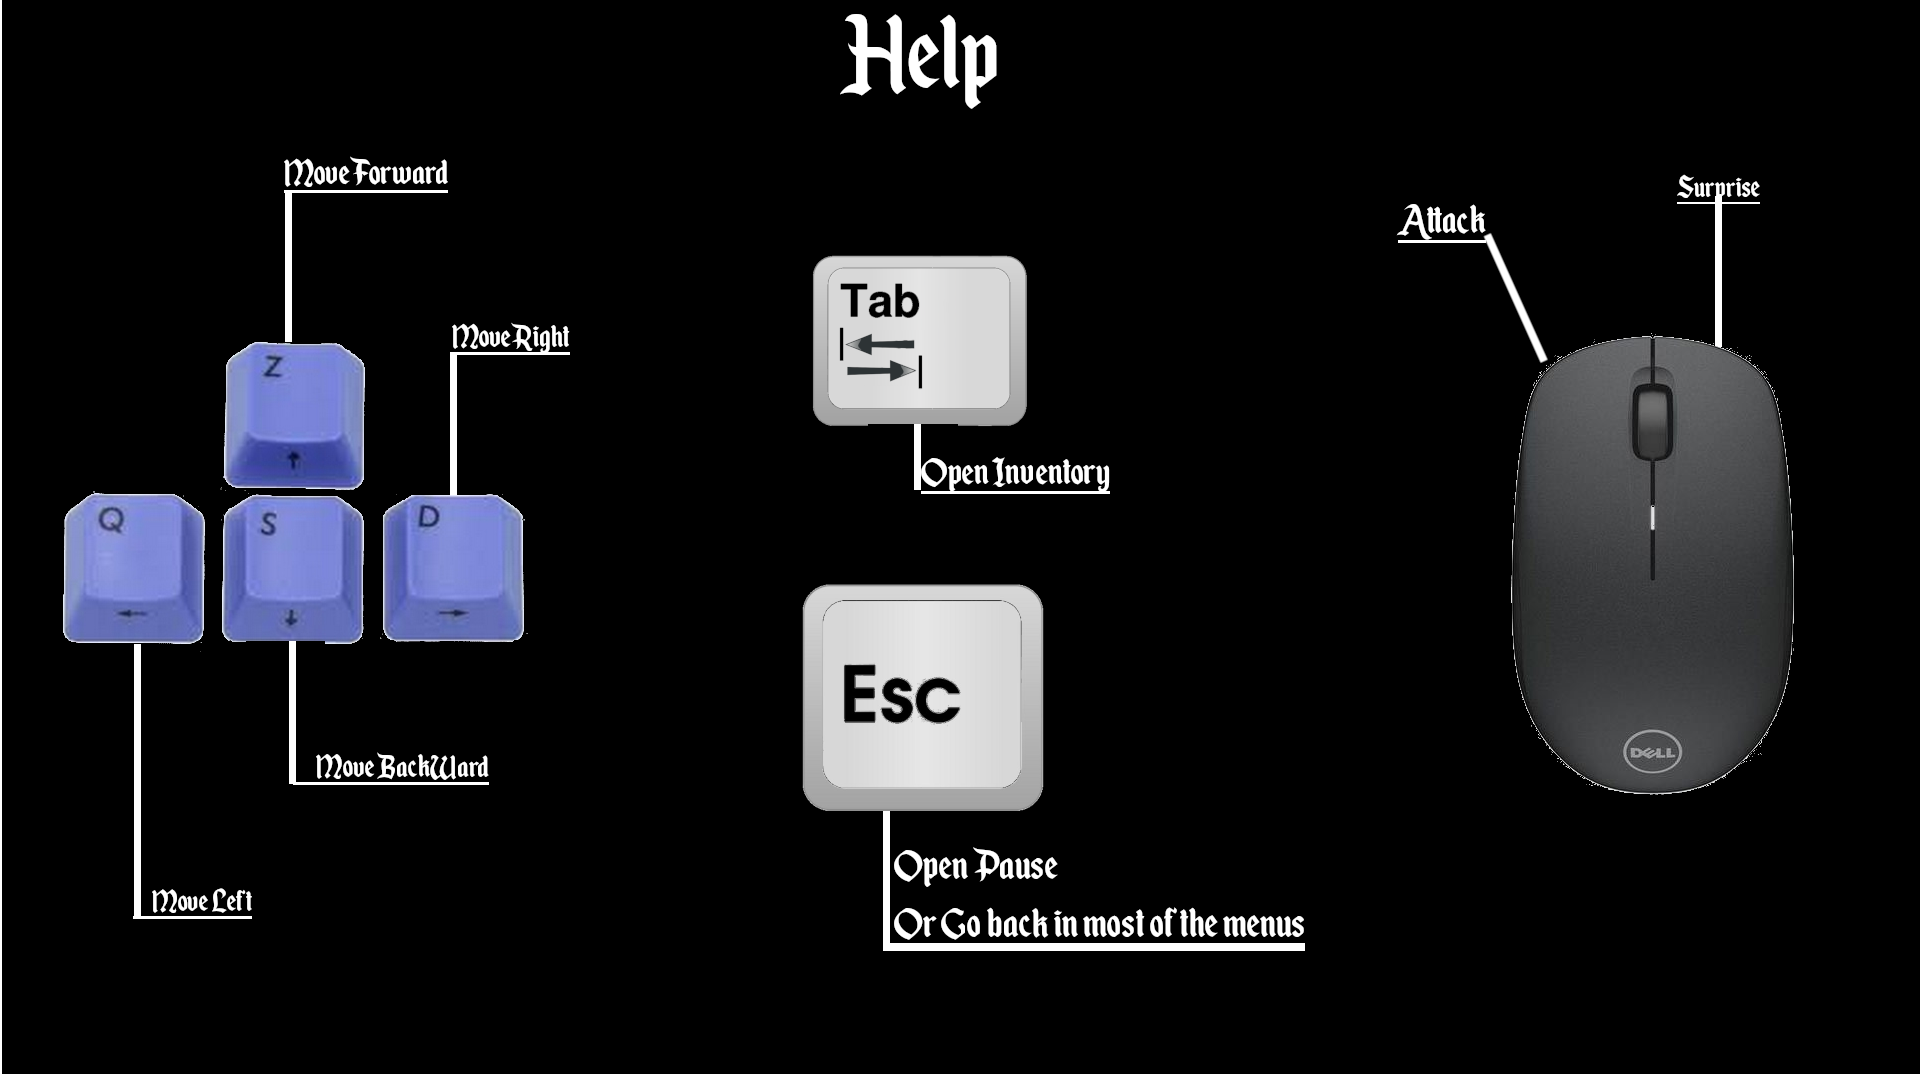 Help
Move Forward
Move Right
Z
Q
S
D
Move BackWard
Move Left
Tab
Open Inventory
Esc
Open Pause
Or Go back in most of the menus
Attack
Surprise
DELL